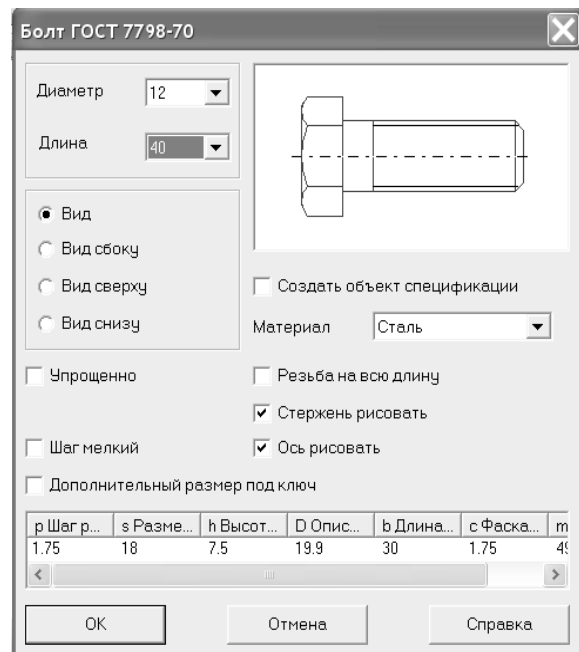 Болт ГОСТ 7798-70
Диаметр 12
Длина 40
Вид
Вид сбоку
Вид сверху
Вид снизу
Создать объект спецификации
Материал Сталь
Упрощенно
Резьба на всю длину
Стержень рисовать
Шаг мелкий
Ось рисовать
Дополнительный размер под ключ
p Шаг р... s Разме... h Высот... D Опис... b Длина... c Фаска... m
1.75 18 7.5 19.9 30 1.75
OK Отмена Справка